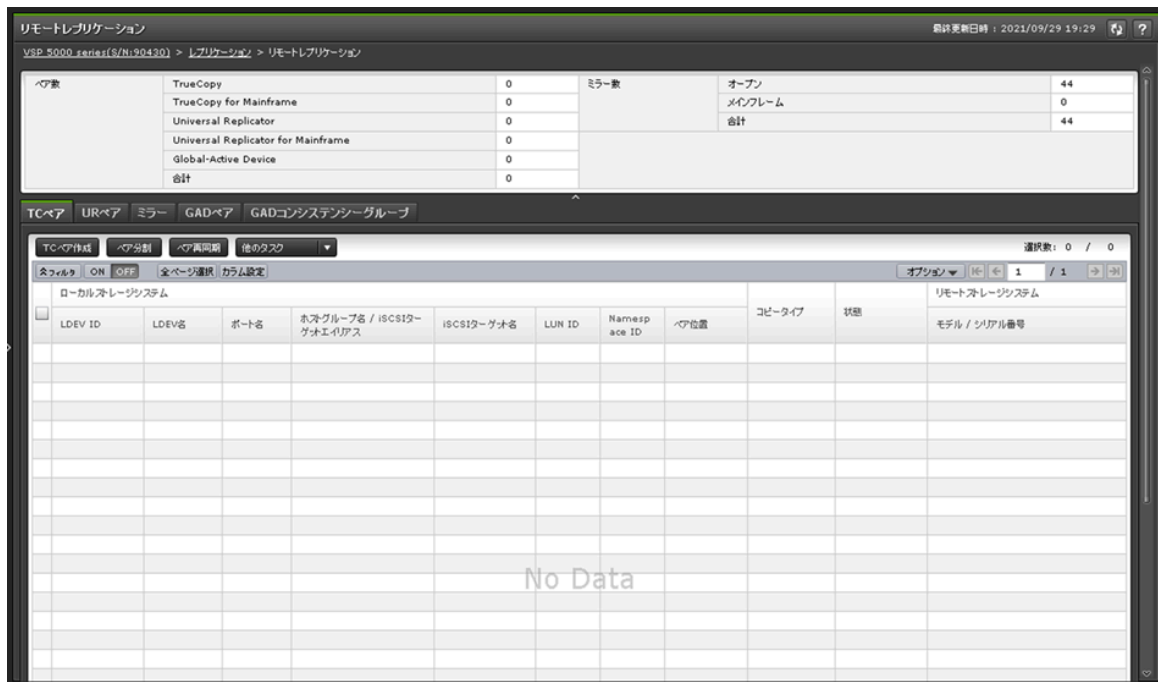 リモートレプリケーション
最終更新日時 : 2021/09/29 19:29
?
VSP 5000 series(S/N:90430) > レプリケーション > リモートレプリケーション
ペア数
TrueCopy 0
TrueCopy for Mainframe 0
Universal Replicator 0
Universal Replicator for Mainframe 0
Global-Active Device 0
合計 0
ミラー数
オープン 44
メインフレーム 0
合計 44
TCペア URペア ミラー GADペア GADコンシステンシーグループ
TCペア作成 ペア分割 ペア再同期 他のタスク
選択数: 0 / 0
フィルタ ON OFF 全ページ選択 カラム設定
オプション 1 / 1
ローカルストレージシステム
コピータイプ
状態
リモートストレージシステム
LDEV ID
LDEV名
ポート名
ホストグループ名 / iSCSIター
ゲットエイリアス
iSCSIターゲット名
LUN ID
Namesp
ace ID
ペア位置
モデル / シリアル番号
No Data